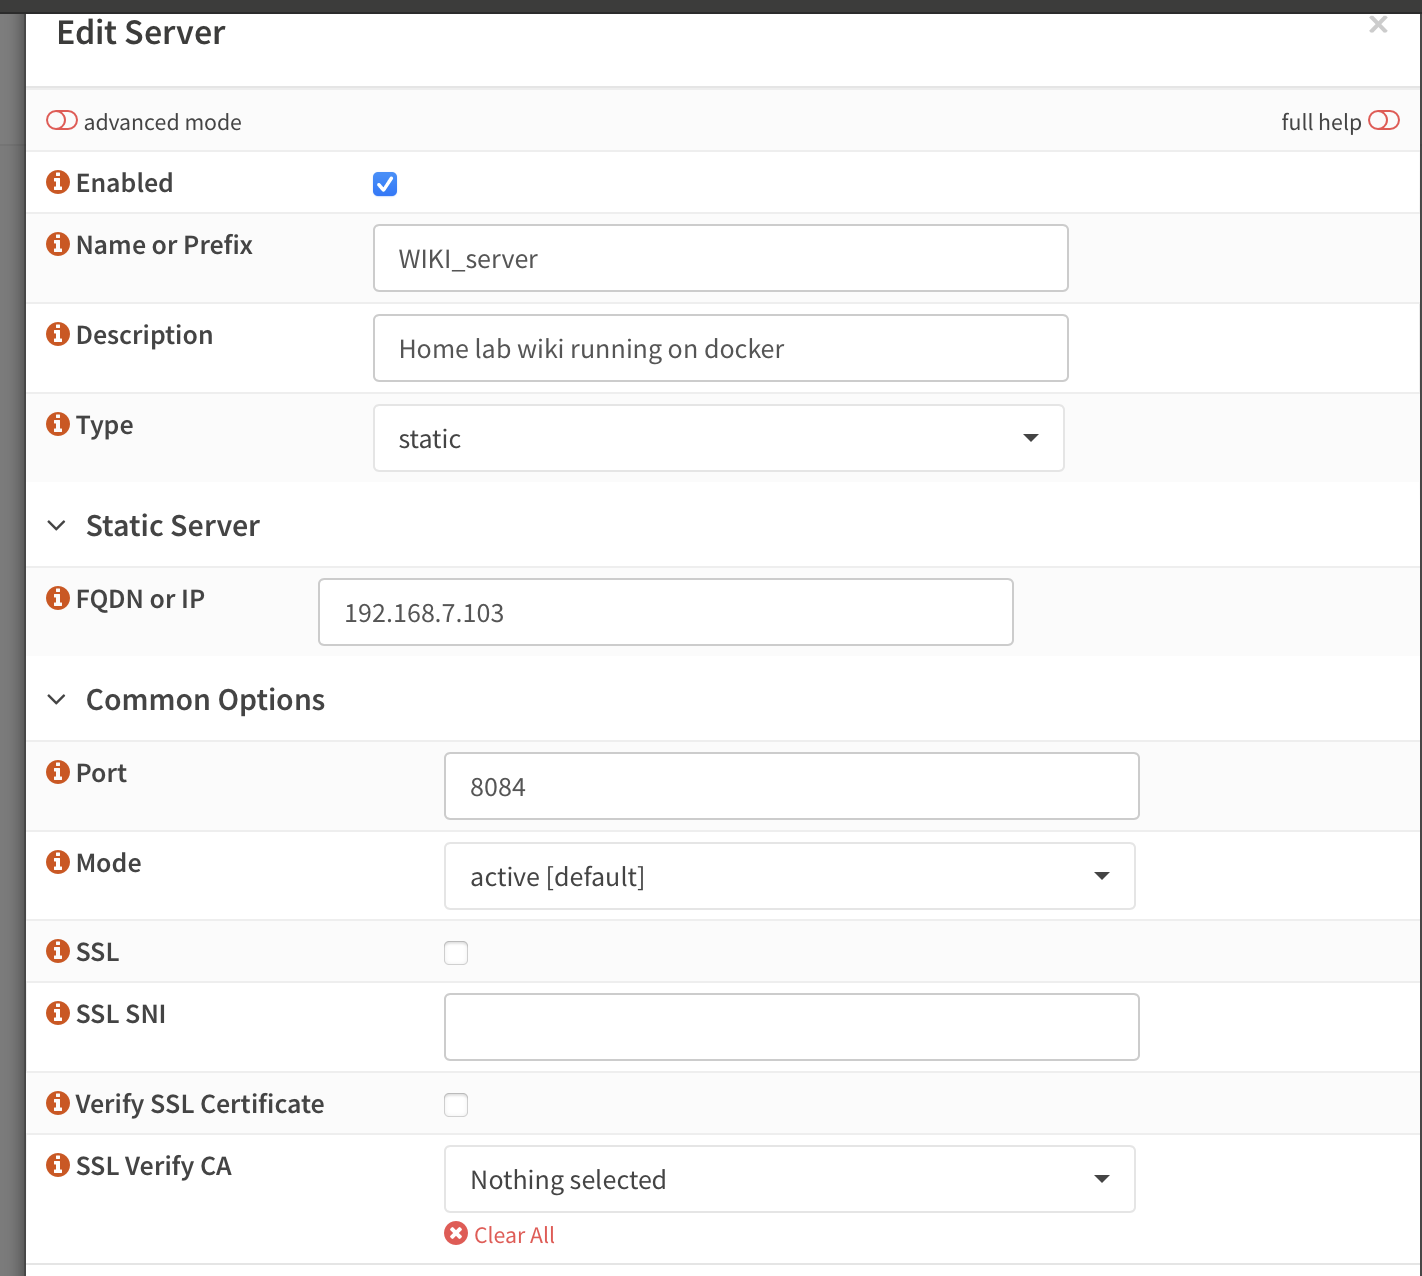 Edit Server
×
advanced mode
full help
Enabled
Name or Prefix
WIKI_server
Description
Home lab wiki running on docker
Type
static
Static Server
FQDN or IP
192.168.7.103
Common Options
Port
8084
Mode
active [default]
SSL
SSL SNI
Verify SSL Certificate
SSL Verify CA
Nothing selected
Clear All